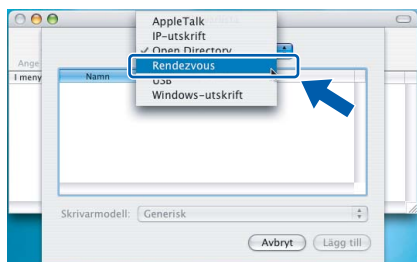 AppleTalk
IP-utskrift
✓ Open Directory
Rendezvous
USB
Windows-utskrift
Ange
I meny
Namn
Skrivarmodell: Generisk
Avbryt
Lägg till